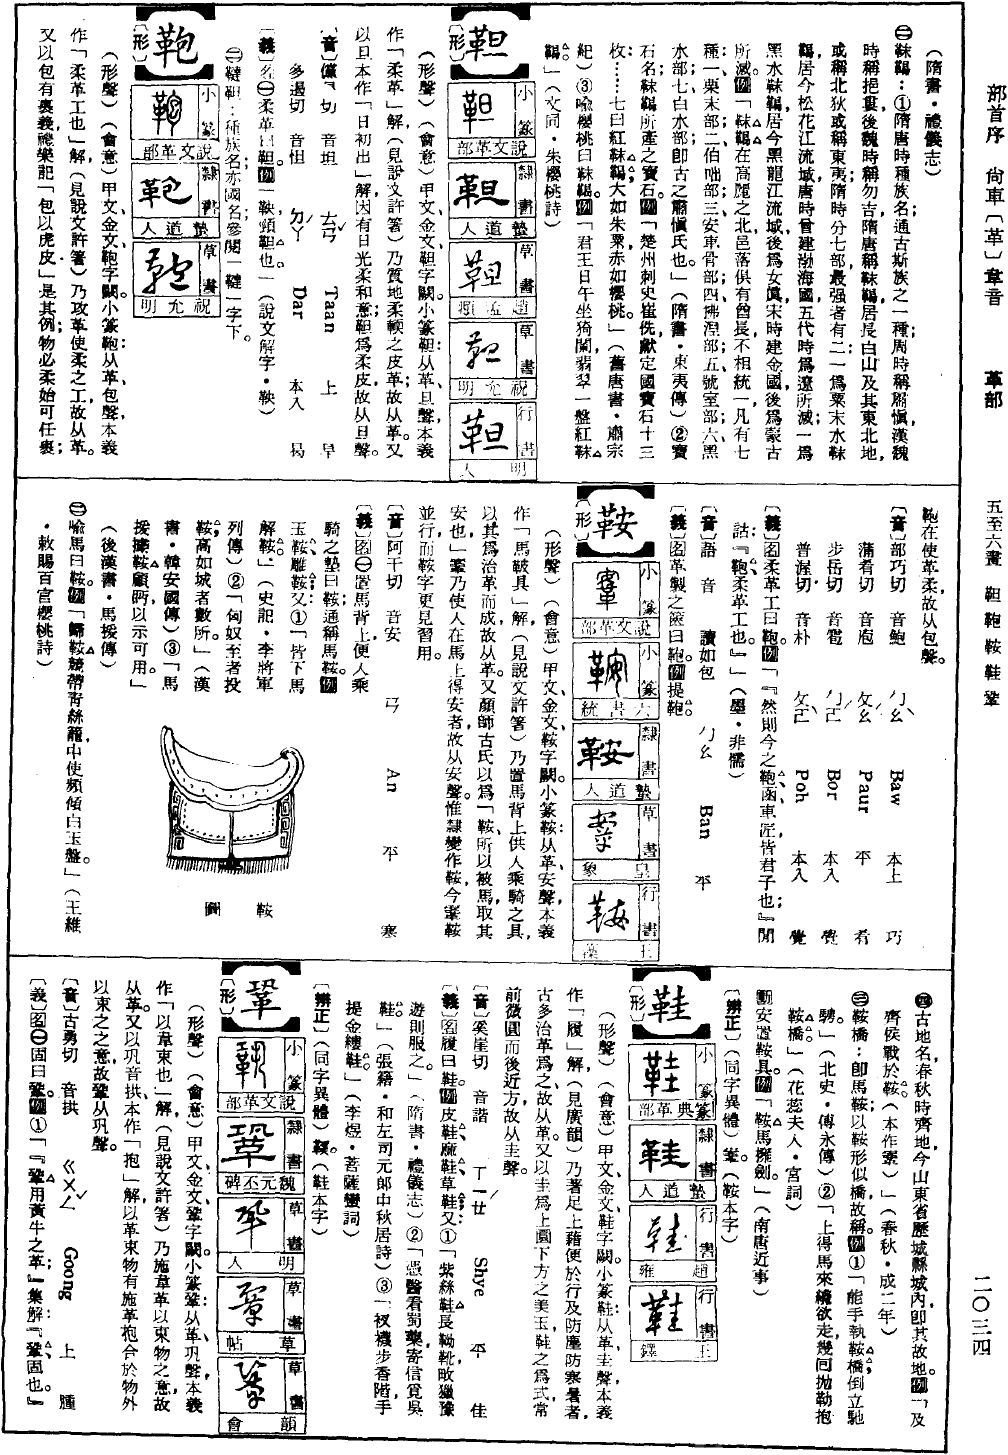 部首序 尙車〔革〕韋音 革部 五至六畫 靼 鞄 鞍 鞋 鞏 二〇三四
(隋書・禮儀志)
㊁靺鞨:①隋唐時種族名通古斯族之一種,周時稱肅愼,漢魏
時稱挹婁,後魏時稱勿吉,隋唐稱靺鞨,居長白山及其東北地,
或稱北狄或稱東夷,隋時分七部,最强者有二,一爲粟末水靺
鞨,居今松花江流域,唐時曾建渤海國,五代時爲遼所滅;一爲
黑水靺鞨,居今黑龍江流域,後爲女眞,宋時建金國,後爲蒙古
所滅。例「靺鞨在高麗之北,邑落俱有酋長,不相統一,凡有七
種:一栗末部;二伯咄部;三安車骨部;四拂湼部;五號室部;六黑
水部;七白水部,卽古之肅愼氏也。」(隋書・東夷傳)②寶
石名,靺鞨所產之寶石。例「楚州刺史崔侁獻定國寶石十三
枚……七曰紅靺鞨,大如朱粟,赤如櫻桃。」(舊唐書・肅宗
紀)③喩櫻桃曰靺鞨。例「君王日午坐猗蘭,翡翠一盤紅靺
鞨。」(文同・朱櫻桃詩)
靼
〔形〕
小篆 說文革部
隸書 蟄道人
草書 趙孟頫
草書 祝允明
行書 明人
(形聲)(會意)甲文、金文靼字闕。小篆靼:从革、旦聲,本義
作「柔革」解(見說文許箸)乃質地柔輭之皮革,故从革。又
以旦本作「日初出」解,因有日光柔和意,靼爲柔皮,故从旦聲。
〔音〕儻旱切 音坦 ㄊㄢˇ Taan 上 旱
多遏切 音怛 ㄉㄚˊ Dar 本入 曷
〔義〕名㊀柔革曰靼。例「鞅,頸靼也。」(說文解字・鞅)
㊁韃靼:種族名,亦國名,參閱「韃」字下。
鞄
〔形〕
小篆 說文革部
隸書 蟄道人
草書 祝允明
(形聲)(會意)甲文、金文鞄字闕。小篆鞄从革、包聲,本義
作「柔革工也」解(見說文許箸)乃攻革使柔之工,故从革。
又以包有裹義,禮樂記「包以虎皮」是其例;物必柔始可任裹;
鞄在使革柔,故从包聲。
〔音〕部巧切 音鮑 ㄅㄠˋ Baw 本上 巧
蒲肴切 音庖 ㄆㄠˊ Paur 平 肴
步岳切 音雹 ㄅㄛˊ Bor 本入 覺
普渥切 音朴 ㄆㄛˋ Poh 本入 覺
〔義〕名柔革工曰鞄。例「『然則今之鞄函車匠,皆君子也』閒
詁:『鞄,柔革工也。』」(墨・非儒)
〔音〕語音 讀如包 ㄅㄠ Bau 平
〔義〕名革製之篋曰鞄。例提鞄。
鞍
〔形〕
小篆 說文革部
小篆 六書統
隸書 蟄道人
草書 皇象
行書 王藻
(形聲)(會意)甲文、金文鞍字闕。小篆鞍:从革、安聲,本義
作「馬鞁具」解(見說文許箸)乃置馬背上供人乘騎之具,
以其爲治革而成,故从革。又顏師古氏以爲「鞍,所以被馬,取其
安也」鞌乃使人在馬上得安者,故从安聲。惟隸變作鞍,今鞌鞍
並行,而鞍字更見習用。
〔音〕阿干切 音安 ㄢ An 平 寒
〔義〕名㊀置馬背上,便人乘
騎之墊曰鞍;通稱馬鞍。例
玉鞍、雕鞍;又①「皆下馬
解鞍。」(史記・李將軍
列傳)②「匈奴至者投
鞍高如城者數所。」(漢
書・韓安國傳)③「馬
援據鞍顧眄,以示可用。」
(後漢書・馬援傳)
鞍圖
㊁喩馬曰鞍。例「歸鞍競帶靑絲籠,中使頻傾白玉盤。」(王維
・敕賜百官櫻桃詩)
㊃古地名,春秋時齊地,今山東省歷城縣城內,卽其故地。例「及
齊侯戰於鞍(本作鞌)」(春秋・成二年)
㊂鞍橋:卽馬鞍,以鞍形似橋,故稱。例①「能手執鞍橋,倒立馳
騁。」(北史・傅永傳)②「上得馬來纔欲走,幾回抛勒抱
鞍橋。」(花蕊夫人・宮詞)
動安置鞍具。例「鞍馬擁劍。」(南唐近事)
〔辨正〕(同字異體)鞌(鞍本字)
鞋
〔形〕
小篆 篆典革部
隸書 蟄道人
行書 趙雍
行書 王鐸
(形聲)(會意)甲文、金文鞋字闕。小篆鞋从革、圭聲,本義
作「履」解(見廣韻)乃著足上藉便於行及防塵防寒暑者,
古多治革爲之,故从革。又以圭爲上圓下方之美玉,鞋之爲式,常
前微圓而後近方,故从圭聲。
〔音〕奚崖切 音諧 ㄒㄧㄝˊ Shye 平 佳
〔義〕名履曰鞋。例皮鞋、麻鞋、草鞋;又①「紫絲鞋、長靿靴,畋獵豫
遊則服之。」(隋書・禮儀志)②「憑醫看蜀藥,寄信覓吳
鞋。」(張籍・和左司元郎中秋居詩)③「衩襪步香階,手
提金縷鞋。」(李煜・菩薩蠻詞)
〔辨正〕(同字異體)鞵(鞋本字)
鞏
〔形〕
小篆 說文革部
隸書 魏元丕碑
草書 明人
草書 草帖
草書 韻會
(形聲)(會意)甲文、金文鞏字闕。小篆鞏:从革、巩聲,本義
作「以韋束也」解(見說文許箸)乃施韋革以束物之意,故
从革。又以巩音拱,本作「抱」解,以革束物有施革抱合於物外
以束之之意,故鞏从巩聲。
〔音〕古勇切 音拱 ㄍㄨㄥˇ Goong 上 腫
〔義〕名㊀固曰鞏。例①「『鞏用黃牛之革』集解『鞏,固也。』